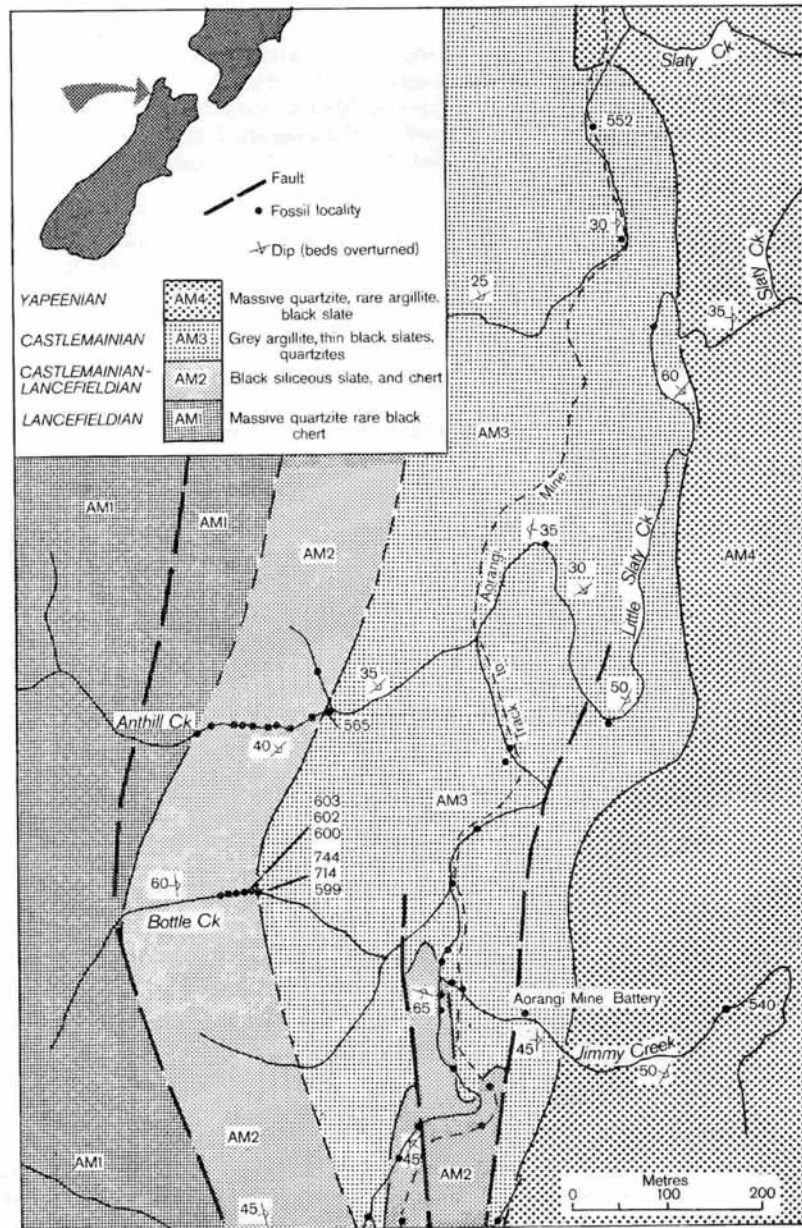 Fault
Fossil locality
Dip (beds overturned)
YAPEENIAN
AM4
Massive quartzite, rare argillite,
black slate
CASTLEMAINIAN
AM3
Grey argillite, thin black slates,
quartzites
CASTLEMAINIAN-
LANCEFIELDIAN
AM2
Black siliceous slate, and chert
LANCEFIELDIAN
AM1
Massive quartzite rare black
chert
Slaty Ck
552
30
25
Slaty Ck
35
60
AM3
Mine
AM1
AM1
AM2
Aorangi-
35
30
Little Slaty Ck
AM4
Track to
35
50
Anthill Ck
565
40
603
602
600
744
714
599
AM3
60
Bottle Ck
65
Aorangi Mine Battery
540
45
Jimmy Creek
50
AM2
45
AM1
AM2
45
Metres
0 100 200